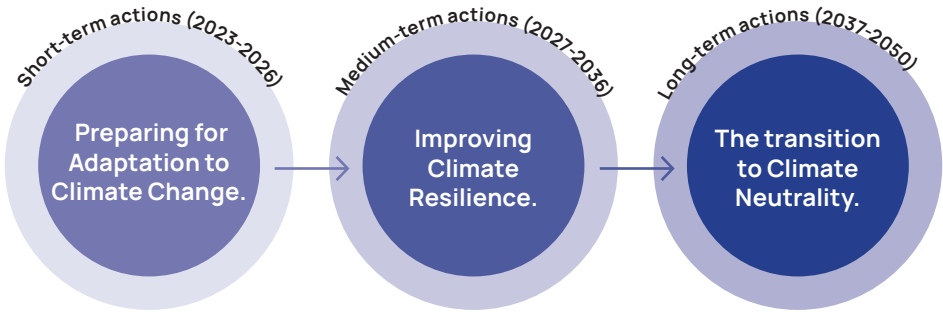 Short-term actions (2023-2026)
Preparing for
Adaptation to
Climate Change.
Medium-term actions (2027-2036)
Improving
Climate
Resilience.
Long-term actions (2037-2050)
The transition
to Climate
Neutrality.